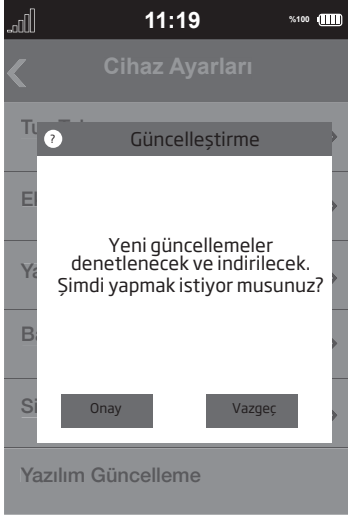 11:19
%100
Cihaz Ayarları
?
Güncelleştirme
Yeni güncellemeler
denetlenecek ve indirilecek.
Şimdi yapmak istiyor musunuz?
Onay
Vazgeç
Yazılım Güncelleme